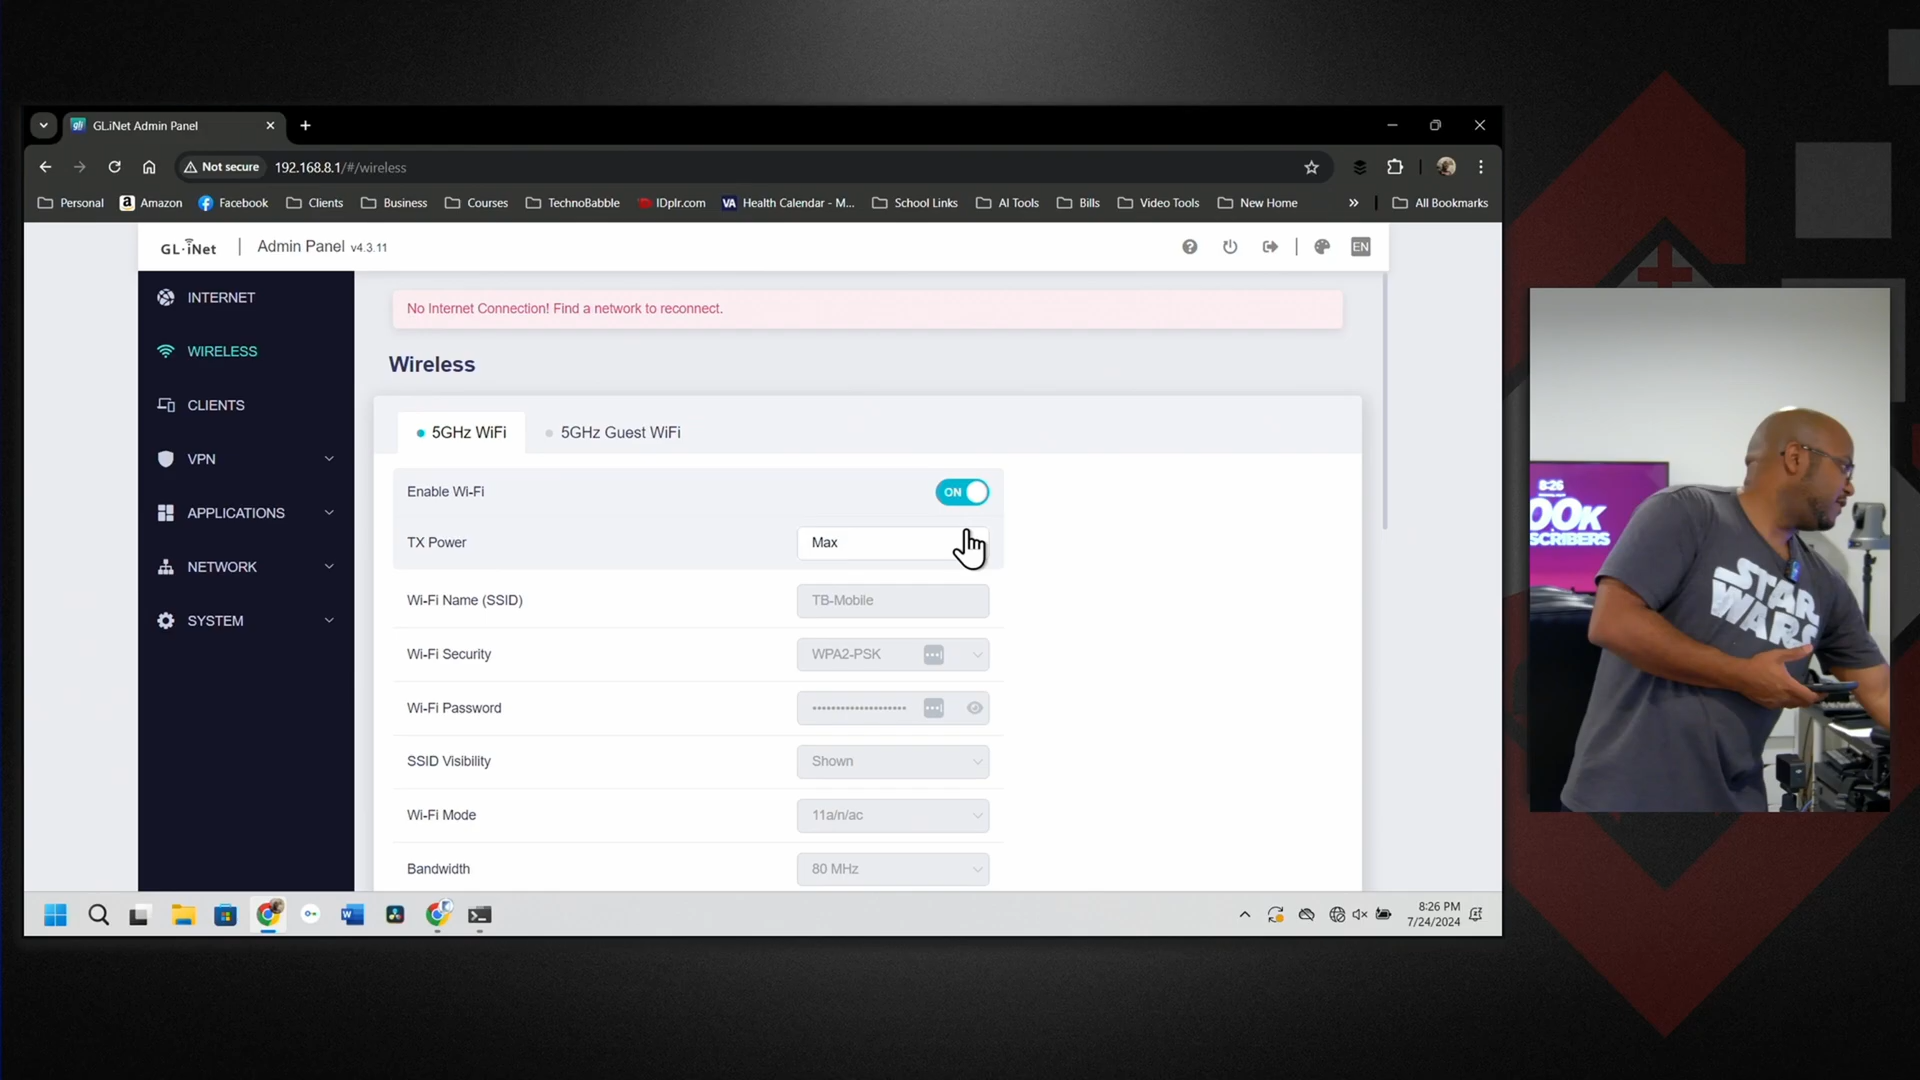 GL.iNet Admin Panel
Not secure 192.168.8.1/#/wireless
Personal Amazon Facebook Clients Business Courses TechnoBabble IDplr.com VA Health Calendar - M... School Links AI Tools Bills Video Tools New Home » All Bookmarks
GL·iNet | Admin Panel v4.3.11 EN
INTERNET
WIRELESS
CLIENTS
VPN
APPLICATIONS
NETWORK
SYSTEM
No Internet Connection! Find a network to reconnect.
Wireless
5GHz WiFi 5GHz Guest WiFi
Enable Wi-Fi ON
TX Power Max
Wi-Fi Name (SSID) TB-Mobile
Wi-Fi Security WPA2-PSK
Wi-Fi Password ••••••••••••••••••••
SSID Visibility Shown
Wi-Fi Mode 11a/n/ac
Bandwidth 80 MHz
8:26 PM
7/24/2024
8:26
00K
SCRIBERS
STAR
WARS